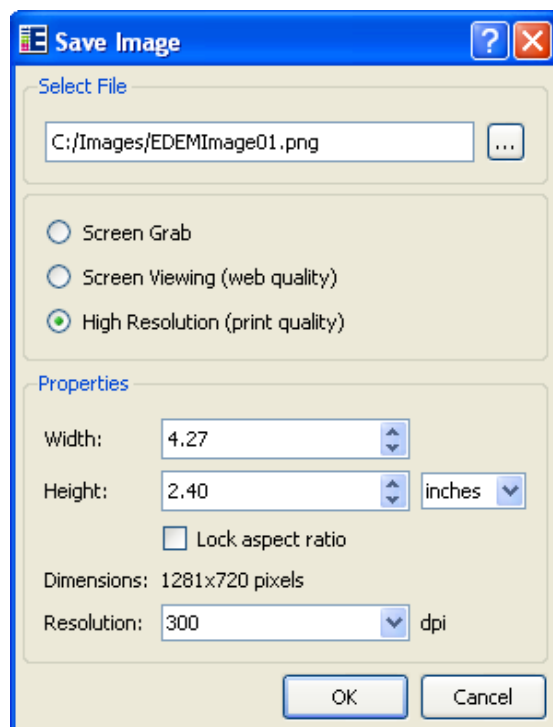 E Save Image
Select File
C:/Images/EDEMImage01.png ...
Screen Grab
Screen Viewing (web quality)
High Resolution (print quality)
Properties
Width: 4.27
Height: 2.40 inches
Lock aspect ratio
Dimensions: 1281x720 pixels
Resolution: 300 dpi
OK Cancel